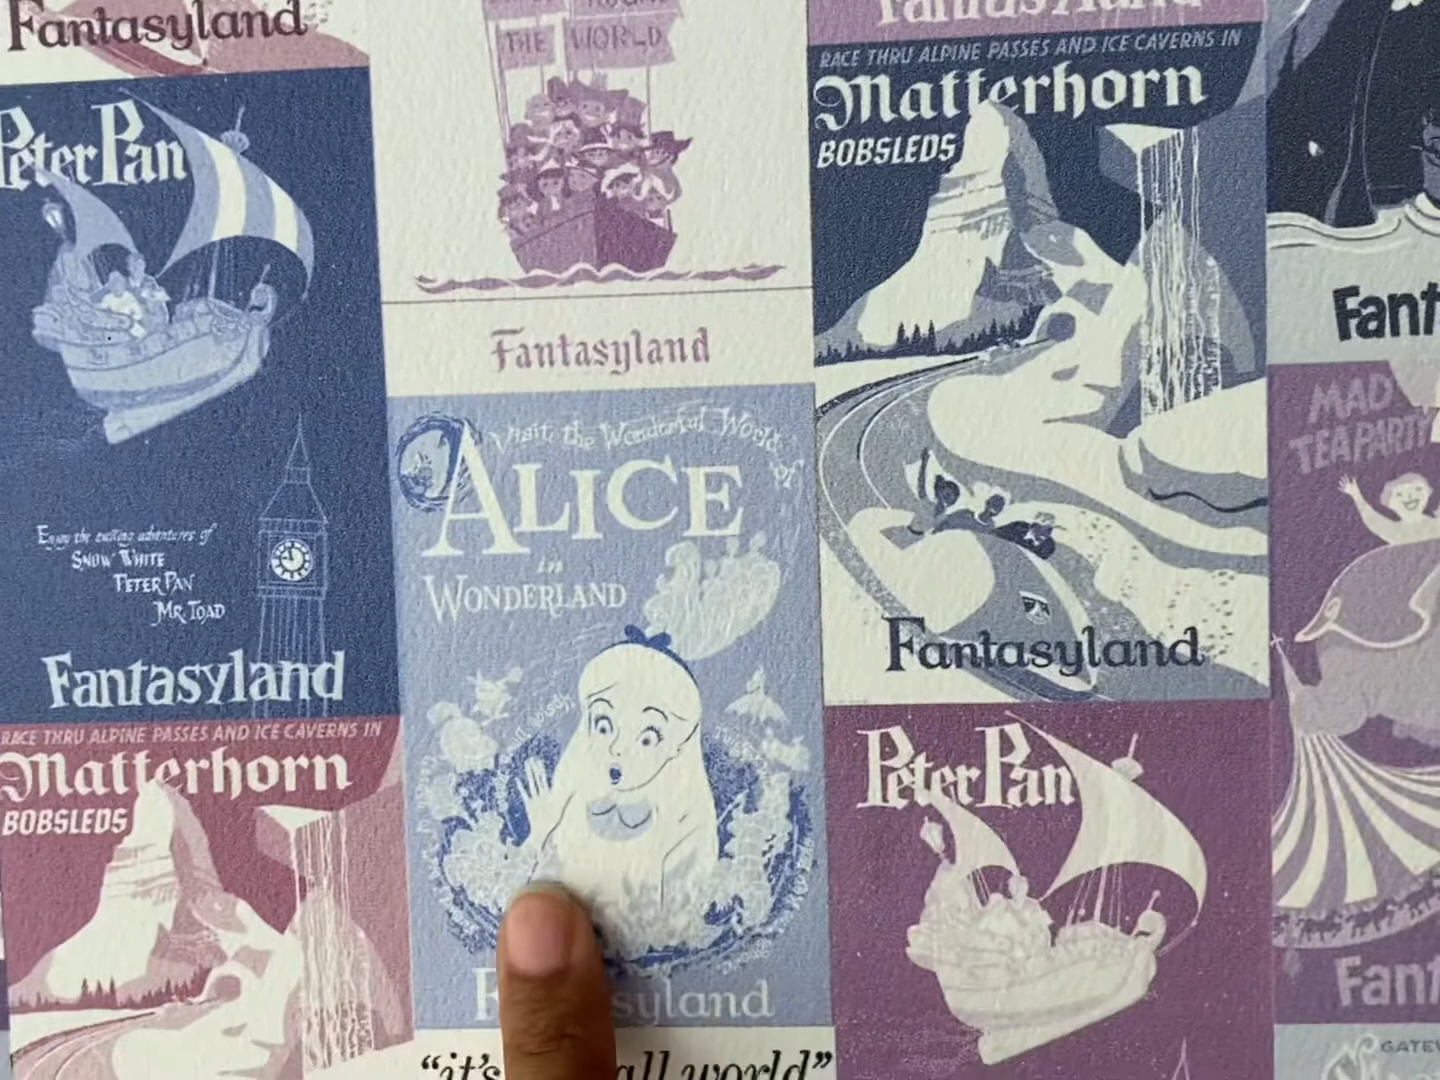 Fantasyland
Peter Pan
Enjoy the exciting adventures of
SNOW WHITE
PETER PAN
MR. TOAD
Fantasyland
RACE THRU ALPINE PASSES AND ICE CAVERNS IN
Matterhorn
BOBSLEDS
THE WORLD
Fantasyland
Visit the Wonderful World of
ALICE
in
WONDERLAND
syland
"it's all world"
Fantasyland
RACE THRU ALPINE PASSES AND ICE CAVERNS IN
Matterhorn
BOBSLEDS
Fantasyland
Peter Pan
Fant
MAD
TEA PARTY
Fant
GATEW